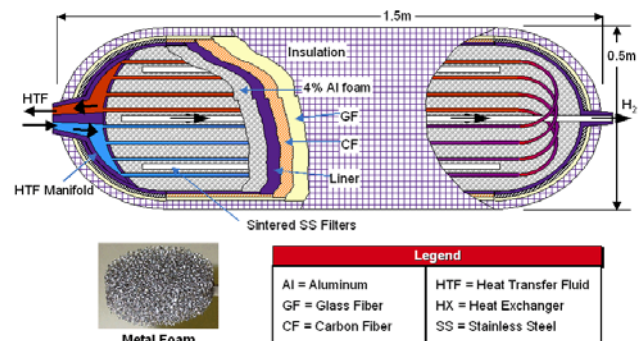 1.5m
Insulation
0.5m
HTF
4% Al foam
GF
H2
CF
HTF Manifold
Liner
Sintered SS Filters
Legend
Al = Aluminum
HTF = Heat Transfer Fluid
GF = Glass Fiber
HX = Heat Exchanger
CF = Carbon Fiber
SS = Stainless Steel
Metal Foam